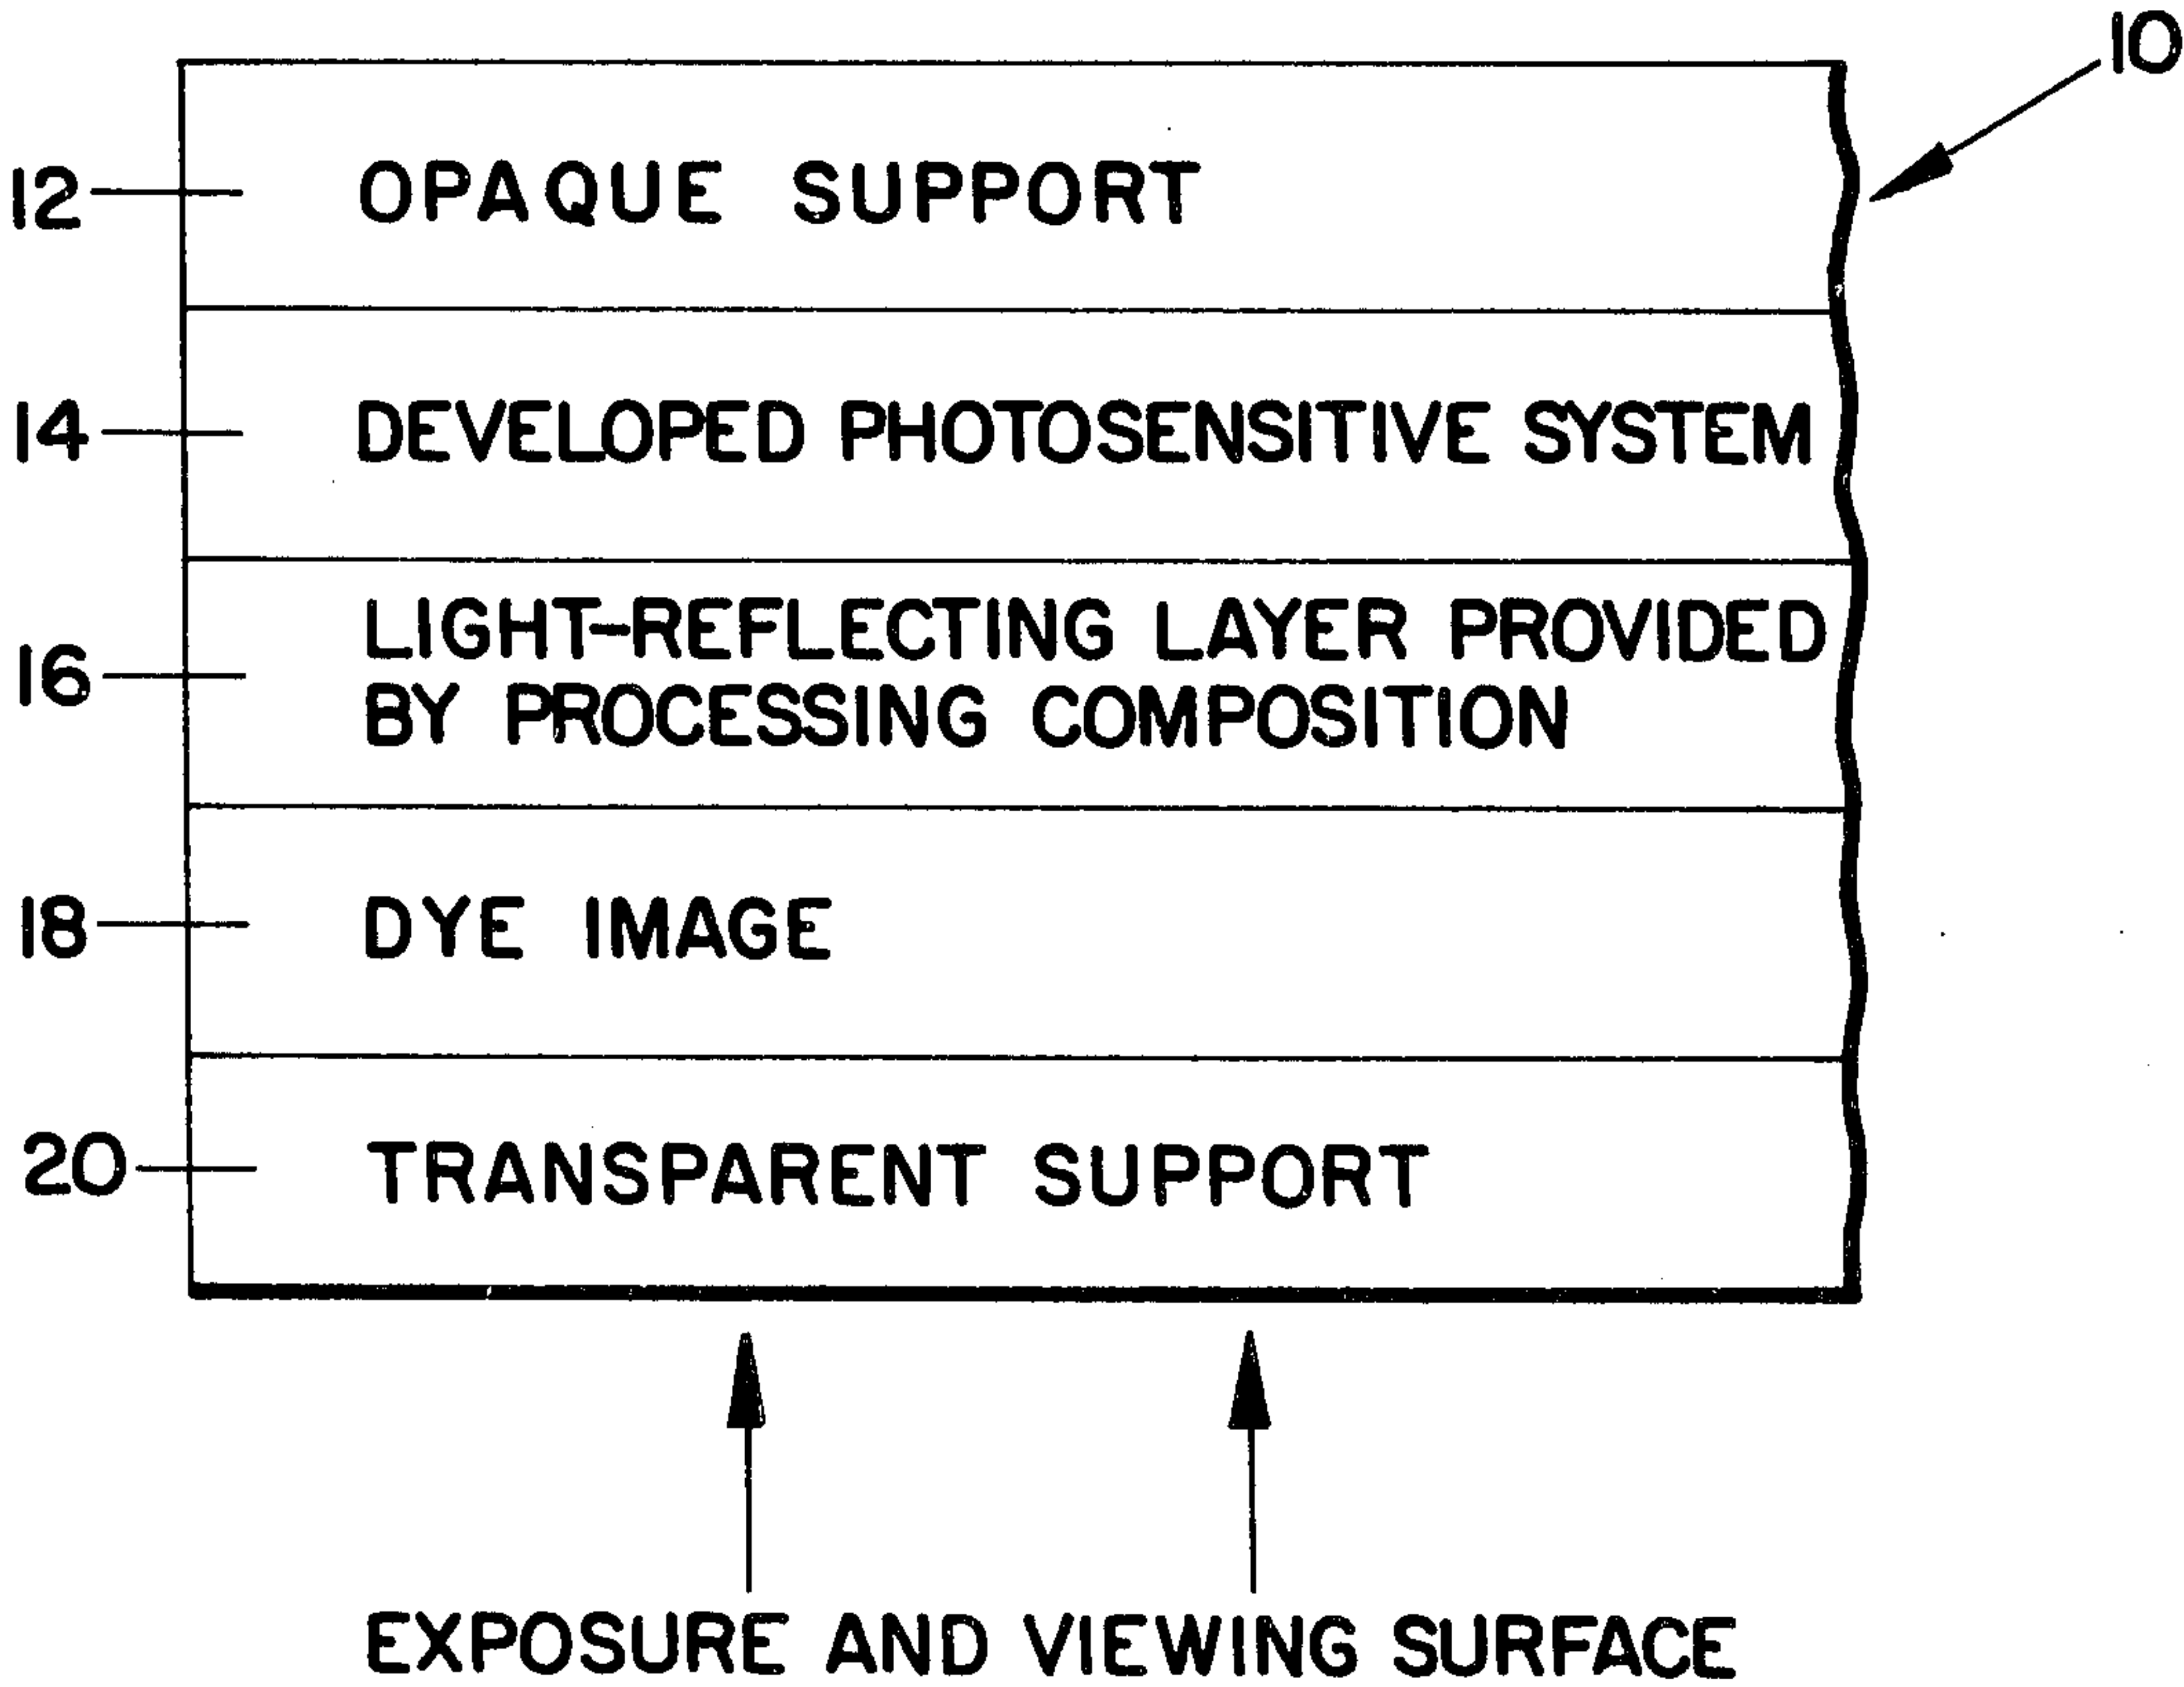 10
12 OPAQUE SUPPORT
14 DEVELOPED PHOTOSENSITIVE SYSTEM
LIGHT-REFLECTING LAYER PROVIDED
16
BY PROCESSING COMPOSITION
18 DYE IMAGE
20 TRANSPARENT SUPPORT
EXPOSURE AND VIEWING SURFACE